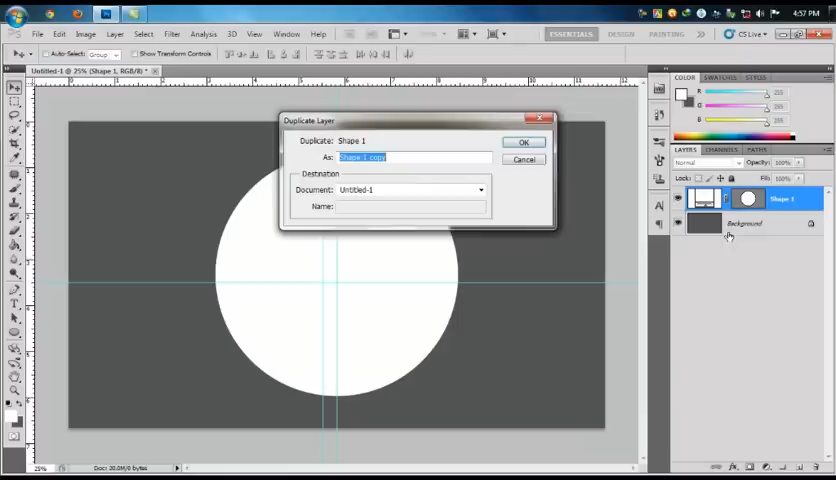 4:57 PM
File Edit Image Layer Select Filter Analysis 3D View Window Help
Ps
25%
ESSENTIALS DESIGN PAINTING
CS Live
Auto-Select: Group Show Transform Controls
Untitled-1 @ 25% (Shape 1, RGB/8) *
COLOR SWATCHES STYLES
R 255
G 255
B 255
Duplicate Layer
Duplicate: Shape 1
As: Shape 1 copy
OK
Cancel
Destination
Document: Untitled-1
Name:
LAYERS CHANNELS PATHS
Normal Opacity: 100%
Lock: Fill: 100%
Shape 1
Background
25% Doc: 20.0M/0 bytes